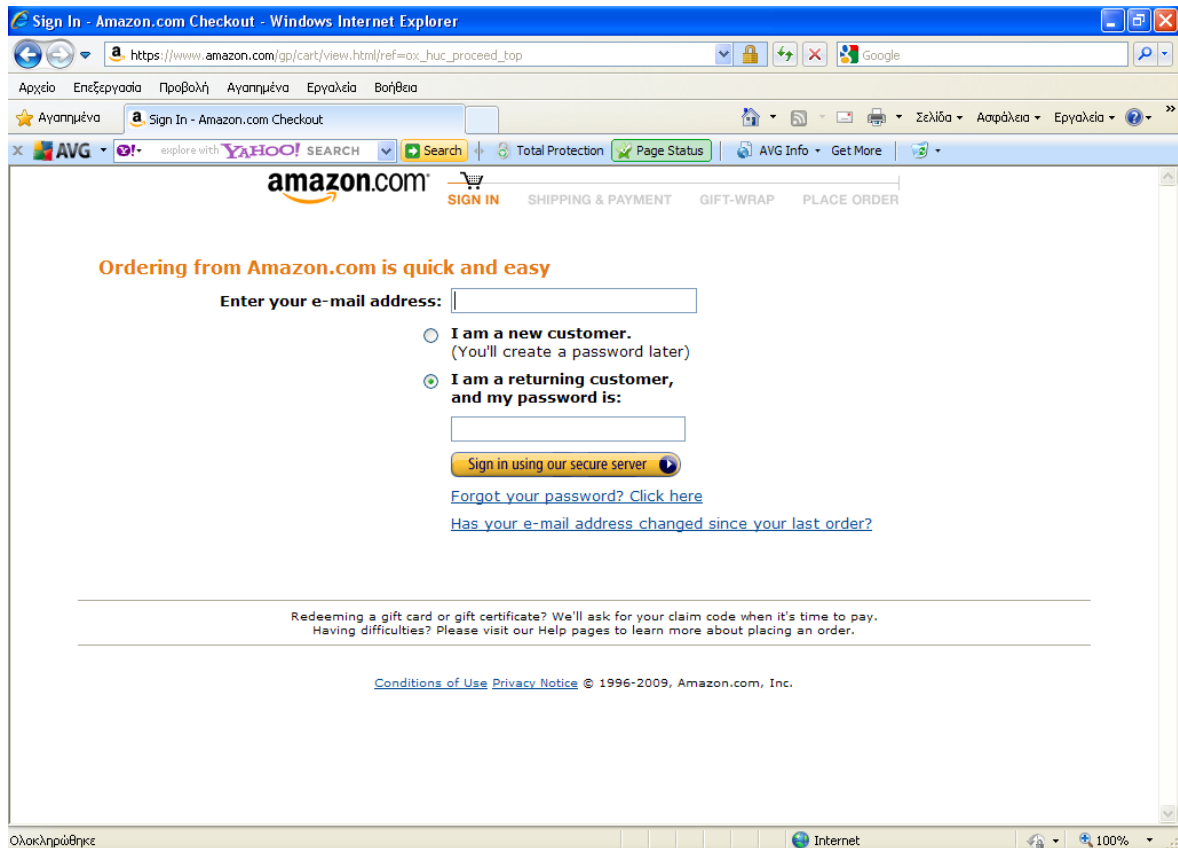 Sign In - Amazon.com Checkout - Windows Internet Explorer
https://www.amazon.com/gp/cart/view.html/ref=ox_huc_proceed_top
Google
Αρχείο Επεξεργασία Προβολή Αγαπημένα Εργαλεία Βοήθεια
Αγαπημένα Sign In - Amazon.com Checkout Σελίδα Ασφάλεια Εργαλεία
AVG explore with YAHOO! SEARCH Search Total Protection Page Status AVG Info Get More
amazon.com
SIGN IN SHIPPING & PAYMENT GIFT-WRAP PLACE ORDER
Ordering from Amazon.com is quick and easy
Enter your e-mail address:
I am a new customer.
(You'll create a password later)
I am a returning customer,
and my password is:
Sign in using our secure server
Forgot your password? Click here
Has your e-mail address changed since your last order?
Redeeming a gift card or gift certificate? We'll ask for your claim code when it's time to pay.
Having difficulties? Please visit our Help pages to learn more about placing an order.
Conditions of Use Privacy Notice © 1996-2009, Amazon.com, Inc.
Ολοκληρώθηκε Internet 100%